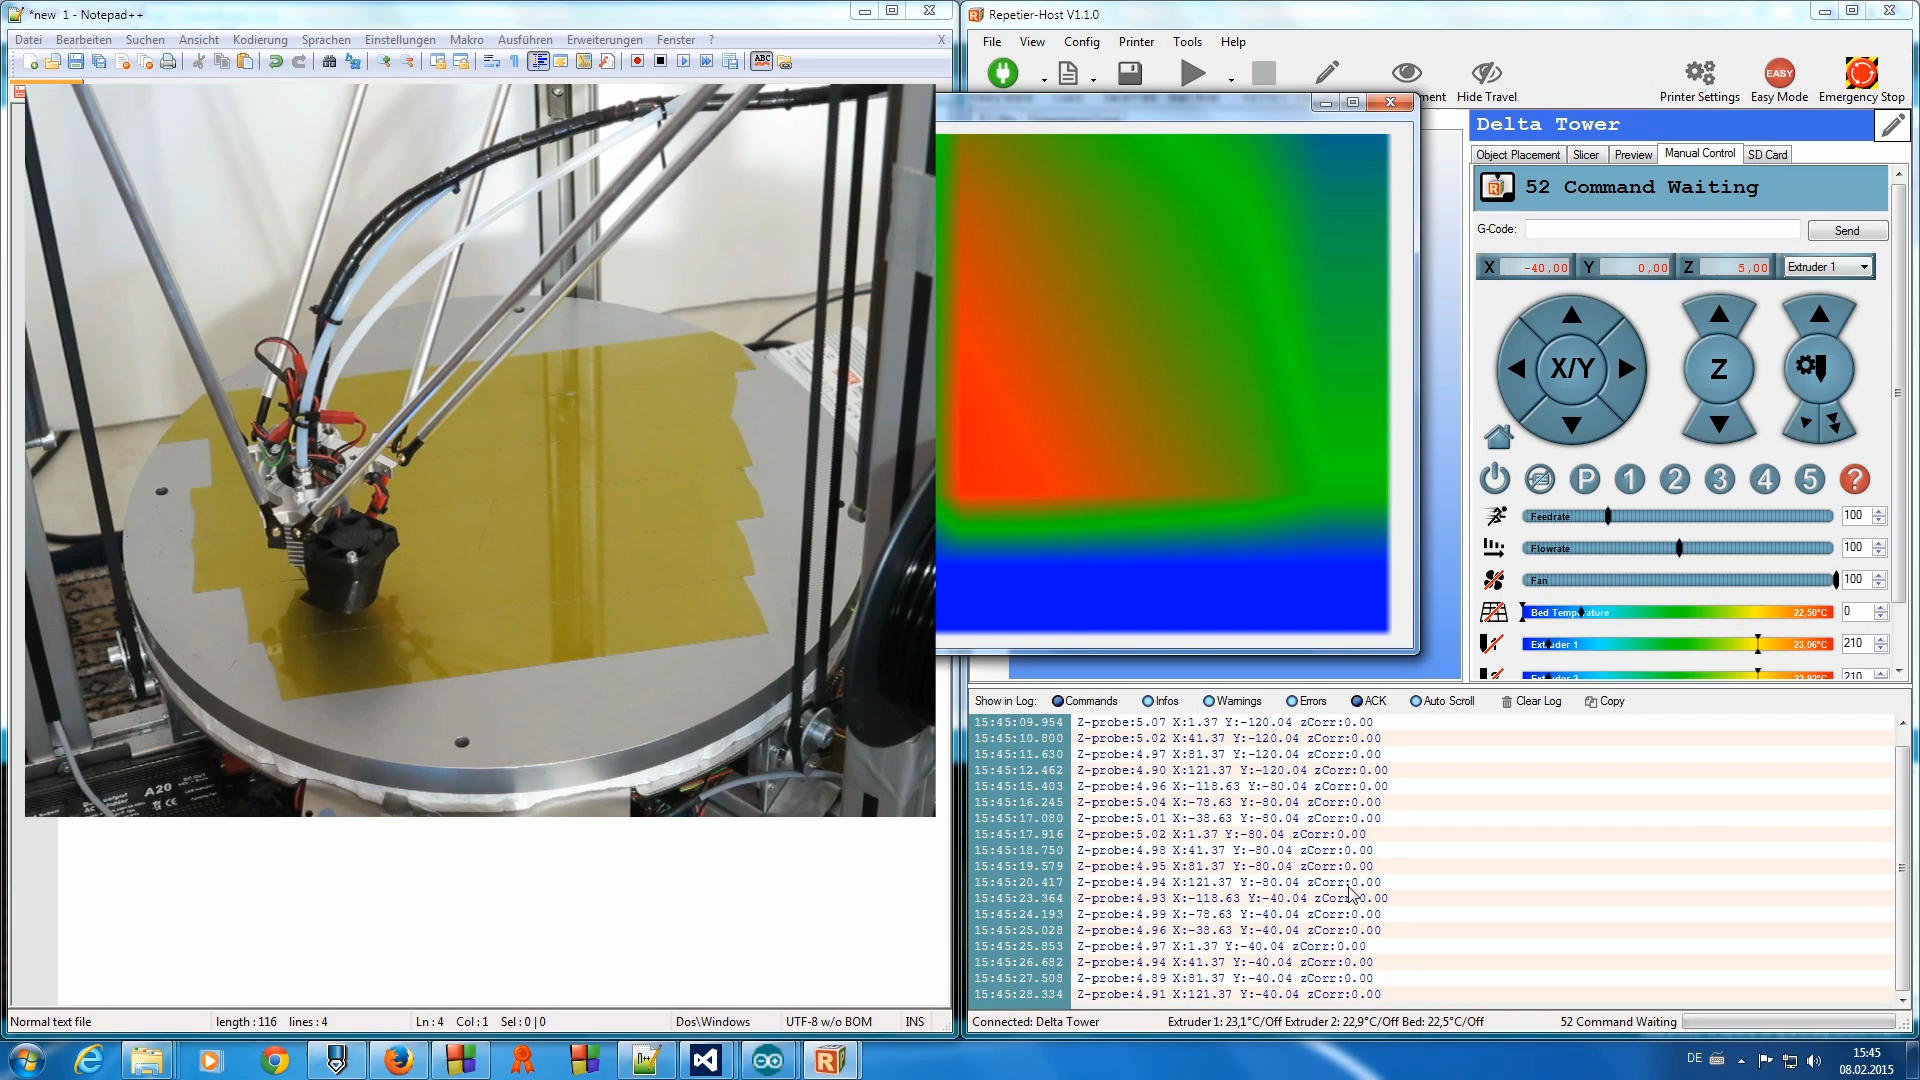 *new 1 - Notepad++
Datei Bearbeiten Suchen Ansicht Kodierung Sprachen Einstellungen Makro Ausführen Erweiterungen Fenster ? X
ABC
A20
Normal text file length : 116 lines : 4 Ln : 4 Col : 1 Sel : 0 | 0 Dos\Windows UTF-8 w/o BOM INS
Repetier-Host V1.1.0
File View Config Printer Tools Help
Hide Travel Printer Settings EASY Easy Mode Emergency Stop
Delta Tower
Object Placement Slicer Preview Manual Control SD Card
52 Command Waiting
G-Code: Send
X -40,00 Y 0,00 Z 5,00 Extruder 1
X/Y Z
P 1 2 3 4 5 ?
Feedrate 100
Flowrate 100
Fan 100
Bed Temperature 22,50°C 0
Extruder 1 23,06°C 210
Show in Log: Commands Infos Warnings Errors ACK Auto Scroll Clear Log Copy
15:45:09.954 Z-probe:5.07 X:1.37 Y:-120.04 zCorr:0.00
15:45:10.800 Z-probe:5.02 X:41.37 Y:-120.04 zCorr:0.00
15:45:11.630 Z-probe:4.97 X:81.37 Y:-120.04 zCorr:0.00
15:45:12.462 Z-probe:4.90 X:121.37 Y:-120.04 zCorr:0.00
15:45:15.403 Z-probe:4.96 X:-118.63 Y:-80.04 zCorr:0.00
15:45:16.245 Z-probe:5.04 X:-78.63 Y:-80.04 zCorr:0.00
15:45:17.080 Z-probe:5.01 X:-38.63 Y:-80.04 zCorr:0.00
15:45:17.916 Z-probe:5.02 X:1.37 Y:-80.04 zCorr:0.00
15:45:18.750 Z-probe:4.98 X:41.37 Y:-80.04 zCorr:0.00
15:45:19.579 Z-probe:4.95 X:81.37 Y:-80.04 zCorr:0.00
15:45:20.417 Z-probe:4.94 X:121.37 Y:-80.04 zCorr:0.00
15:45:23.364 Z-probe:4.93 X:-118.63 Y:-40.04 zCorr:0.00
15:45:24.193 Z-probe:4.99 X:-78.63 Y:-40.04 zCorr:0.00
15:45:25.028 Z-probe:4.96 X:-38.63 Y:-40.04 zCorr:0.00
15:45:25.853 Z-probe:4.97 X:1.37 Y:-40.04 zCorr:0.00
15:45:26.682 Z-probe:4.94 X:41.37 Y:-40.04 zCorr:0.00
15:45:27.508 Z-probe:4.89 X:81.37 Y:-40.04 zCorr:0.00
15:45:28.334 Z-probe:4.91 X:121.37 Y:-40.04 zCorr:0.00
Connected: Delta Tower Extruder 1: 23,1°C/Off Extruder 2: 22,9°C/Off Bed: 22,5°C/Off 52 Command Waiting
DE 15:45
08.02.2015